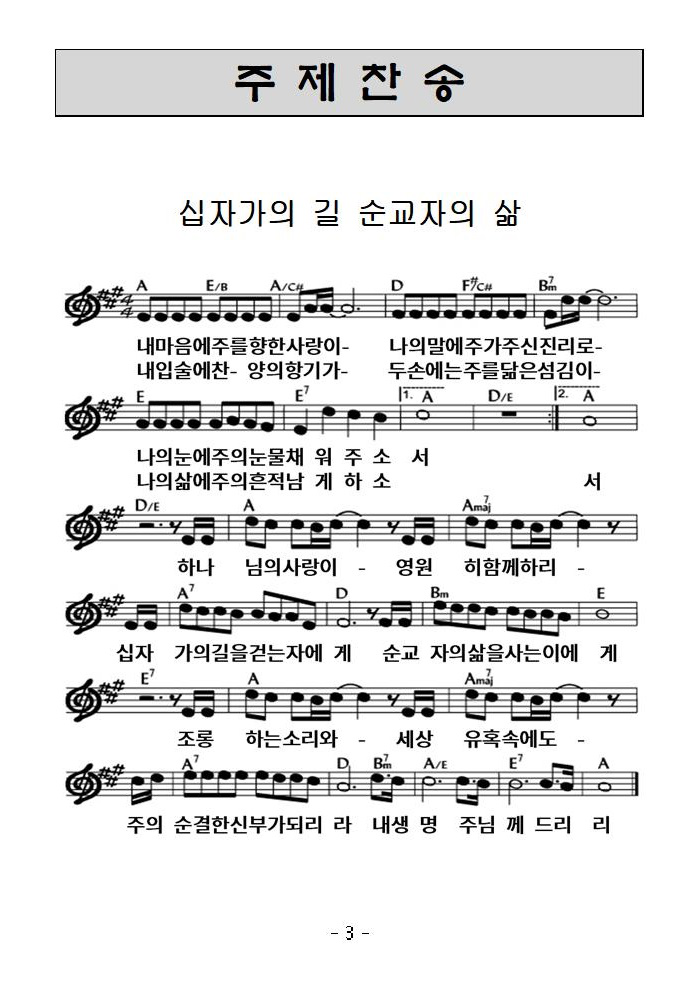 주 제 찬 송
십자가의 길 순교자의 삶
A E/B A/C# D F#/C# Bm7
내마음에주를향한사랑이- 나의말에주가주신진리로-
내입술에찬- 양의향기가- 두손에는주를닮은섬김이-
E E7 1. A D/E 2. A
나의눈에주의눈물채 워 주 소 서
나의삶에주의흔적남 게 하 소 서
D/E A Amaj7
하나 님의사랑이 - 영원 히함께하리 -
A7 D Bm E
십자 가의길을걷는자에 게 순교 자의삶을사는이에 게
E7 A Amaj7
조롱 하는소리와 - 세상 유혹속에도 -
A7 D Bm7 A/E E7 A
주의 순결한신부가되리 라 내생 명 주님 께 드리 리
- 3 -